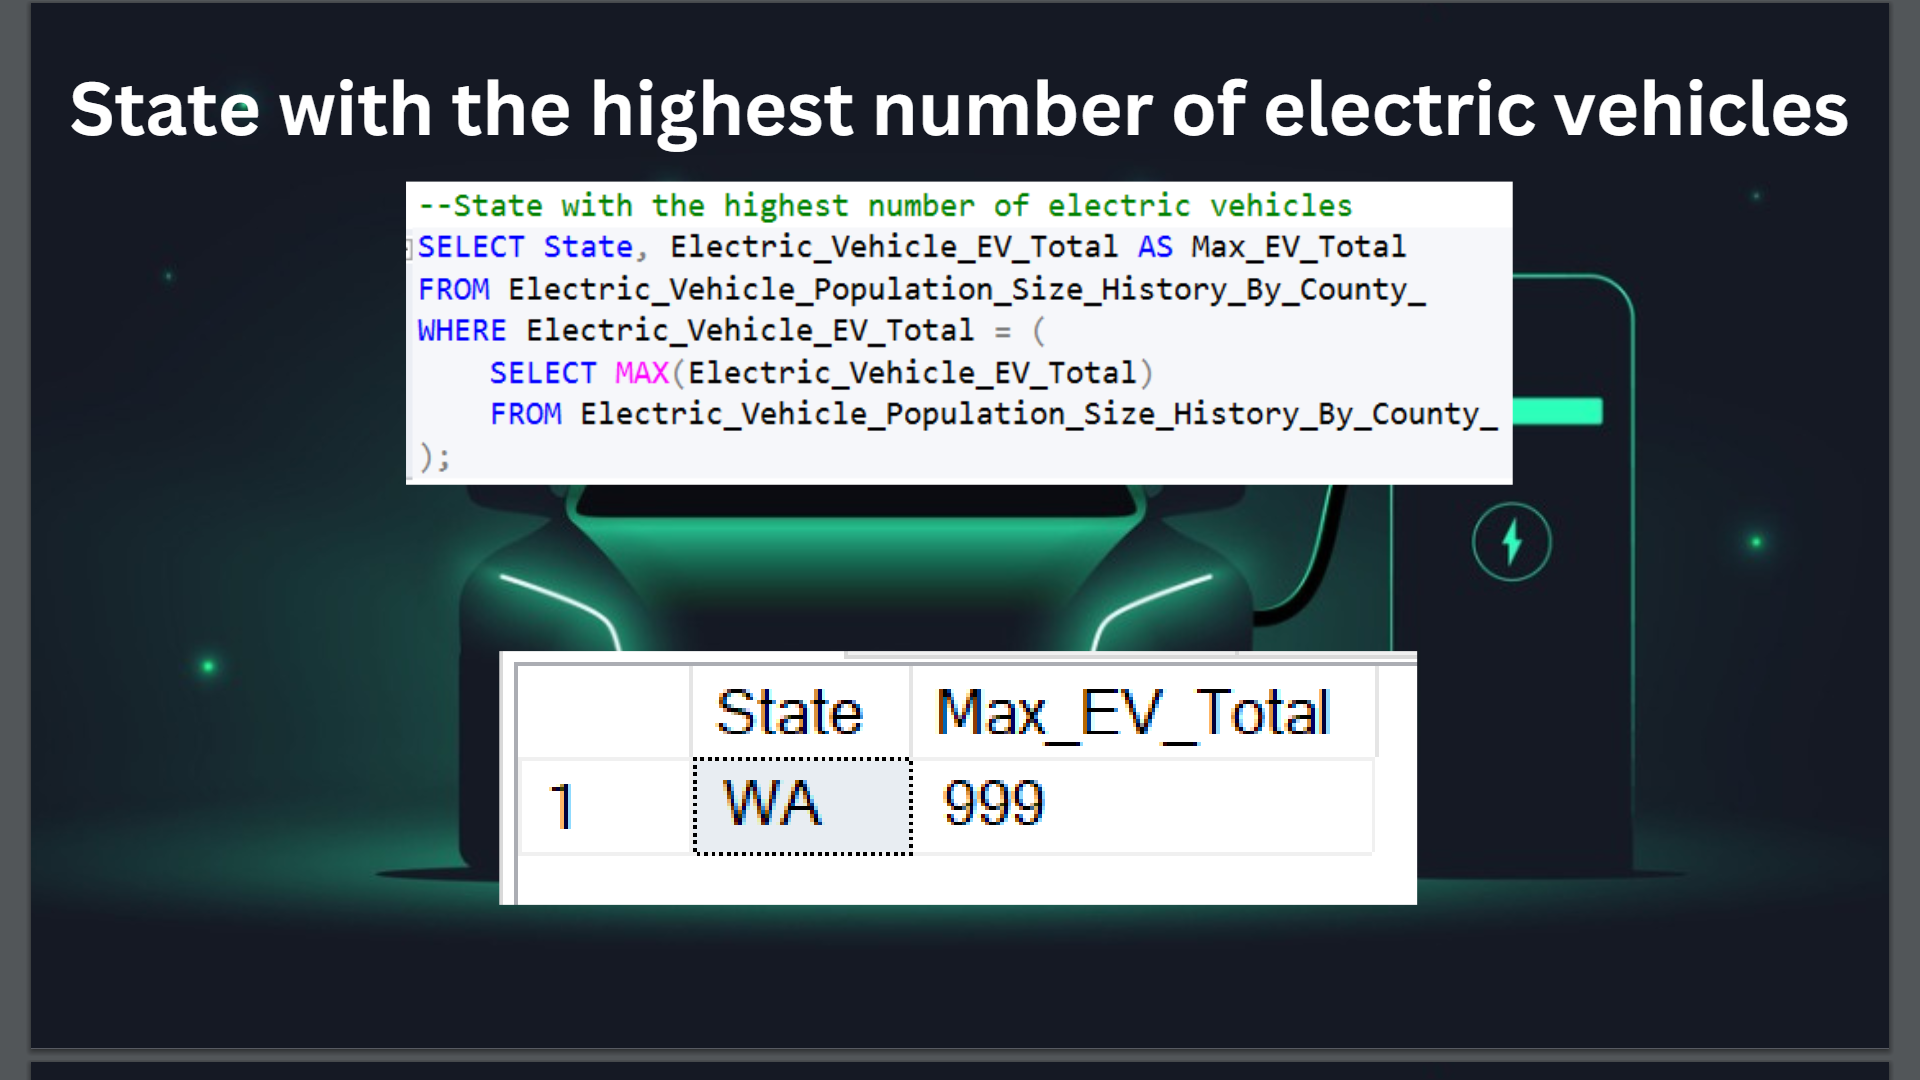 State with the highest number of electric vehicles
--State with the highest number of electric vehicles
SELECT State, Electric_Vehicle_EV_Total AS Max_EV_Total
FROM Electric_Vehicle_Population_Size_History_By_County_
WHERE Electric_Vehicle_EV_Total = (
SELECT MAX(Electric_Vehicle_EV_Total)
FROM Electric_Vehicle_Population_Size_History_By_County_
);
State Max_EV_Total
1 WA 999